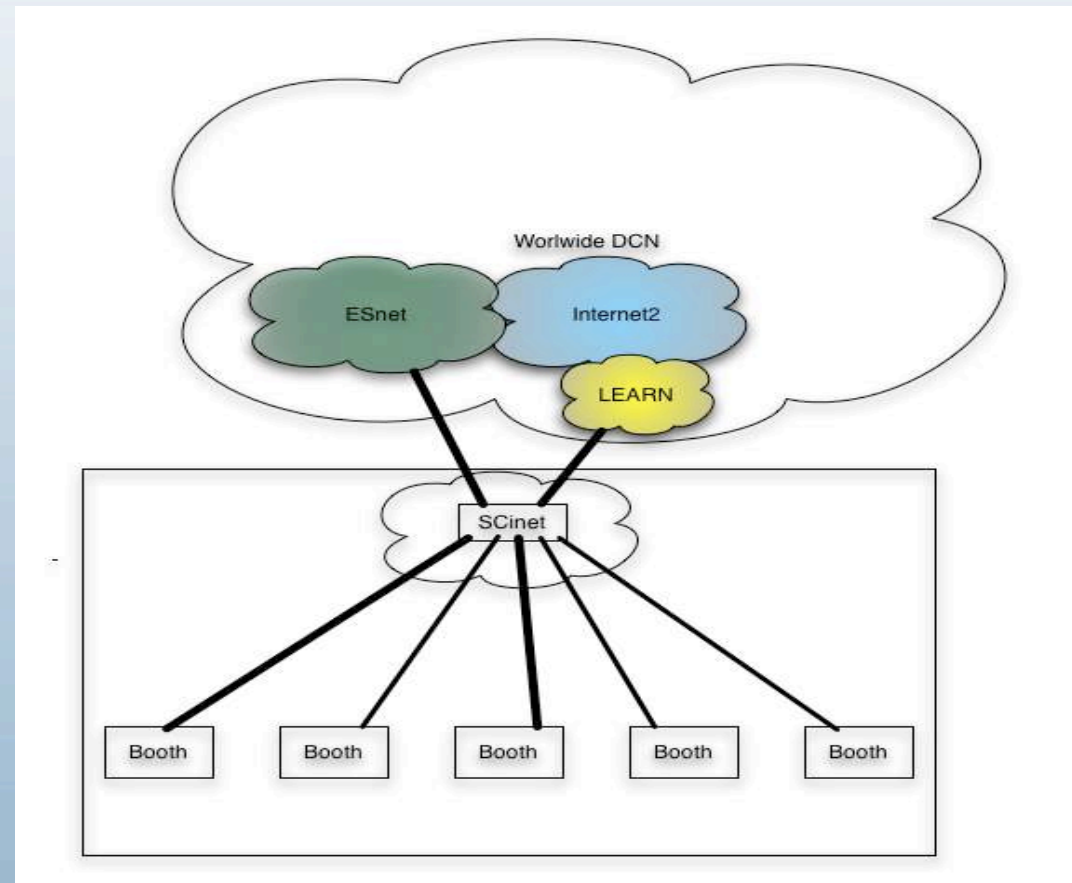 Worlwide DCN
ESnet
Internet2
LEARN
SCinet
-
Booth
Booth
Booth
Booth
Booth